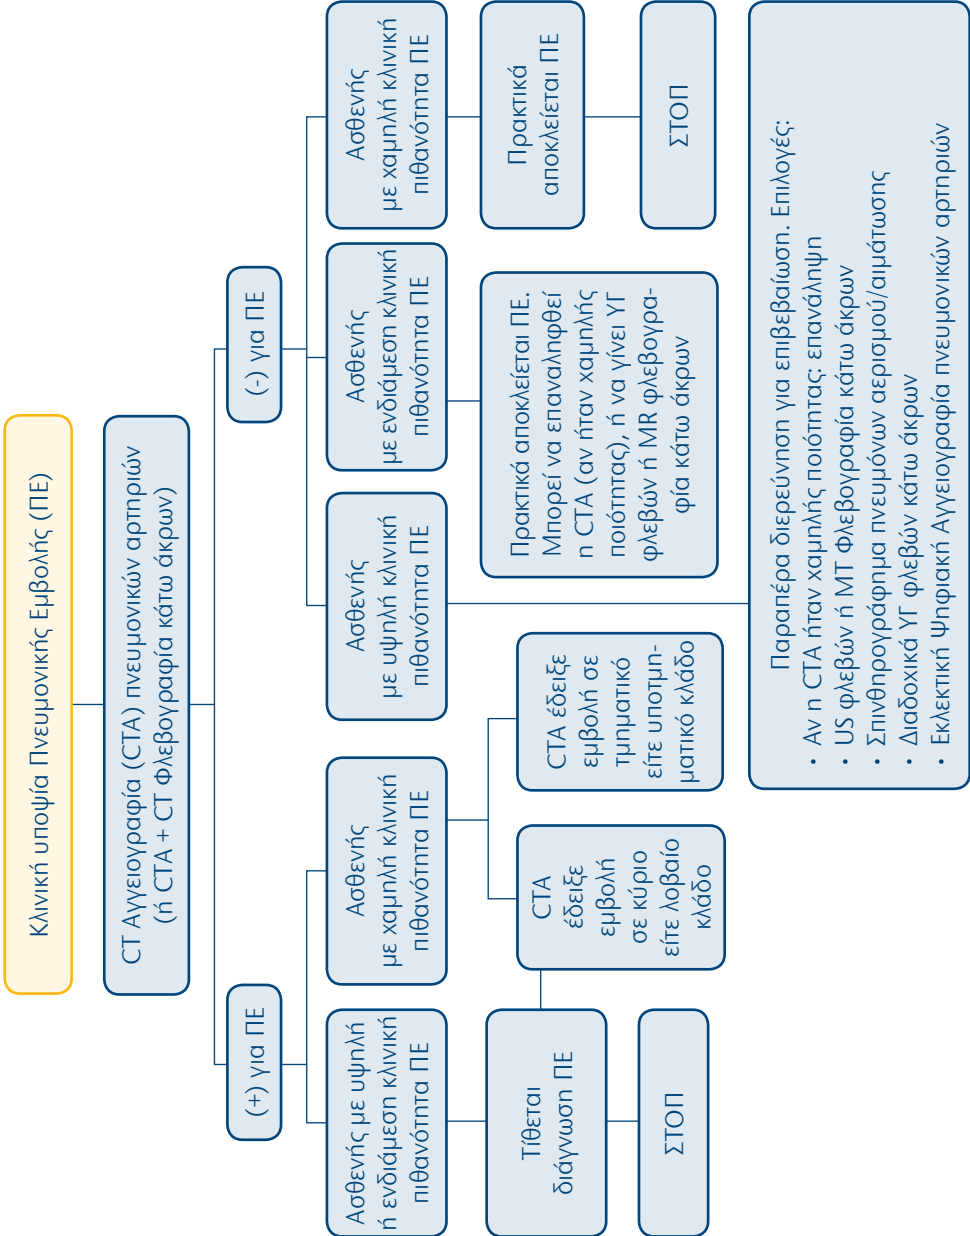 Κλινική υποψία Πνευμονικής Εμβολής (ΠΕ)
CT Αγγειογραφία (CTA) πνευμονικών αρτηριών
(ή CTA + CT Φλεβογραφία κάτω άκρων)
(+) για ΠΕ
(-) για ΠΕ
Ασθενής με υψηλή
ή ενδιάμεση κλινική
πιθανότητα ΠΕ
Ασθενής
με χαμηλή κλινική
πιθανότητα ΠΕ
Ασθενής
με υψηλή κλινική
πιθανότητα ΠΕ
Ασθενής
με ενδιάμεση κλινική
πιθανότητα ΠΕ
Ασθενής
με χαμηλή κλινική
πιθανότητα ΠΕ
Τίθεται
διάγνωση ΠΕ
CTA
έδειξε
εμβολή
σε κύριο
είτε λοβαίο
κλάδο
CTA έδειξε
εμβολή σε
τμηματικό
είτε υποτμη-
ματικό κλάδο
Πρακτικά αποκλείεται ΠΕ.
Μπορεί να επαναληφθεί
η CTA (αν ήταν χαμηλής
ποιότητας), ή να γίνει ΥΓ
φλεβών ή MR φλεβογρα-
φία κάτω άκρων
Πρακτικά
αποκλείεται ΠΕ
ΣΤΟΠ
ΣΤΟΠ
Παραπέρα διερεύνηση για επιβεβαίωση. Επιλογές:
• Αν η CTA ήταν χαμηλής ποιότητας: επανάληψη
• US φλεβών ή ΜΤ Φλεβογραφία κάτω άκρων
• Σπινθηρογράφημα πνευμόνων αερισμού/αιμάτωσης
• Διαδοχικά ΥΓ φλεβών κάτω άκρων
• Εκλεκτική Ψηφιακή Αγγειογραφία πνευμονικών αρτηριών